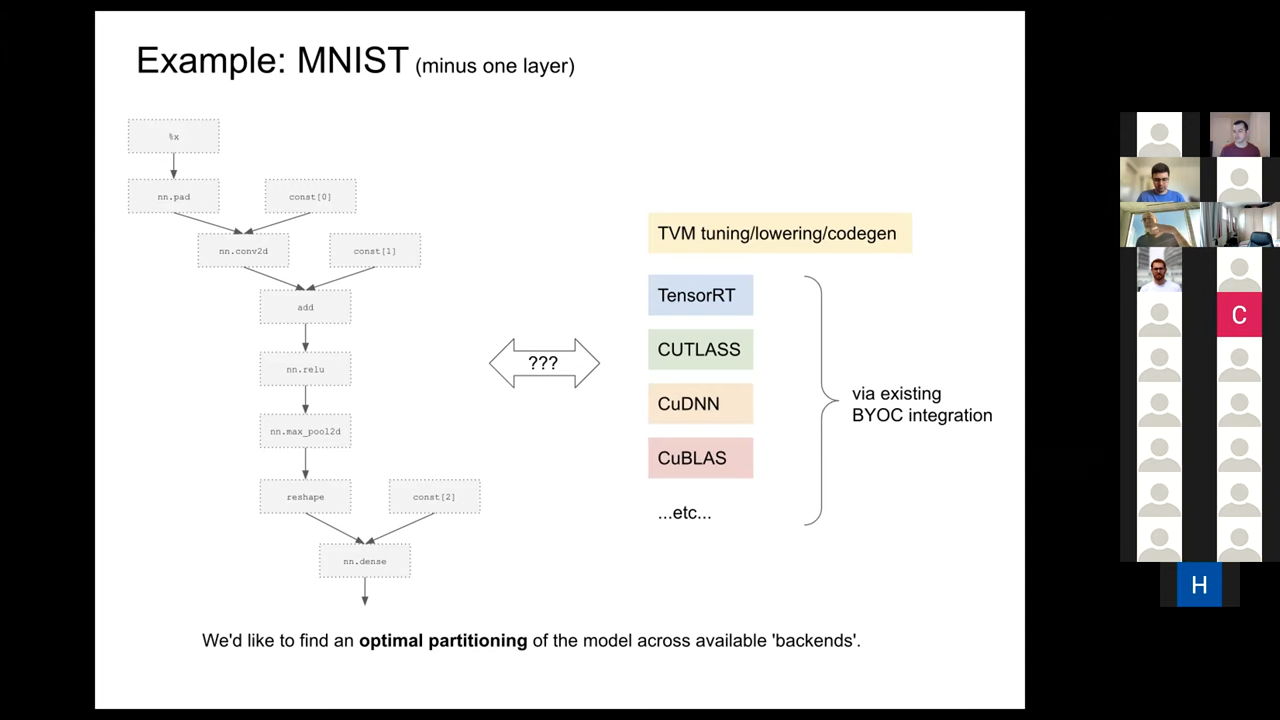 Example: MNIST (minus one layer)
%x
nn.pad
const[0]
nn.conv2d
const[1]
add
nn.relu
nn.max_pool2d
reshape
const[2]
nn.dense
???
TVM tuning/lowering/codegen
TensorRT
CUTLASS
CuDNN
CuBLAS
...etc...
via existing
BYOC integration
We'd like to find an optimal partitioning of the model across available 'backends'.
C
H